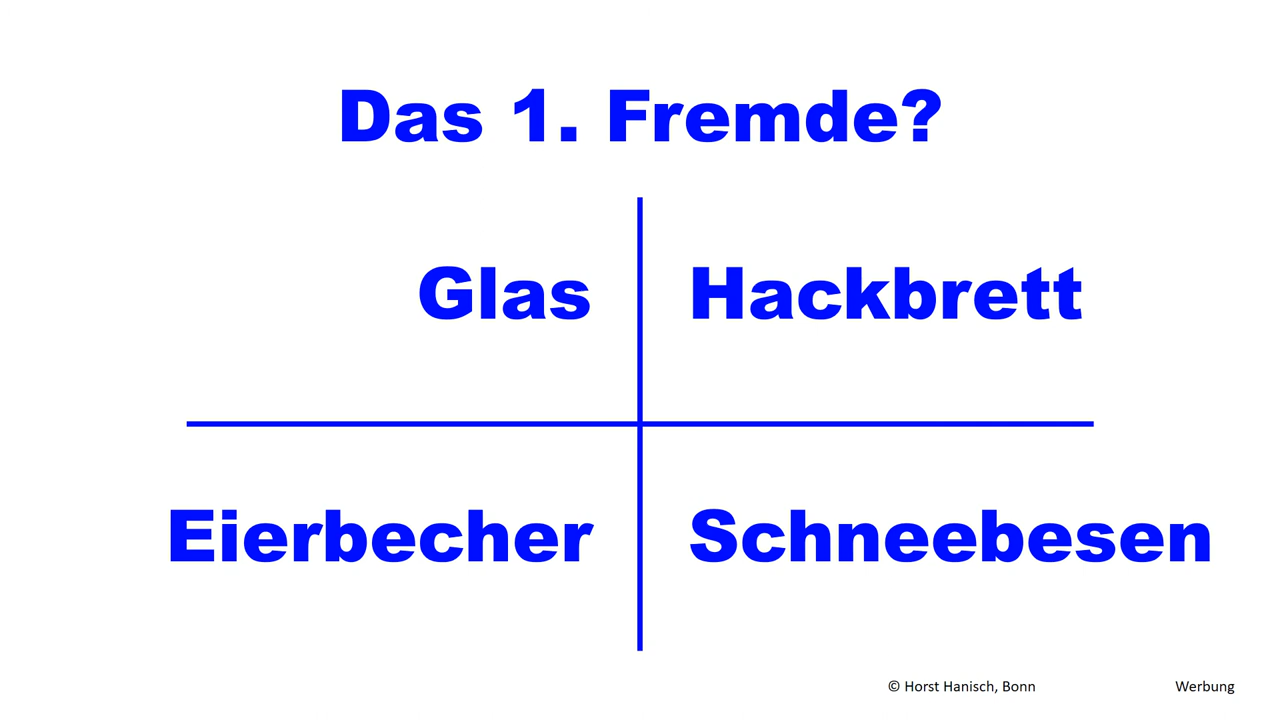 Das 1. Fremde?
Glas Hackbrett
Eierbecher Schneebesen
© Horst Hanisch, Bonn Werbung